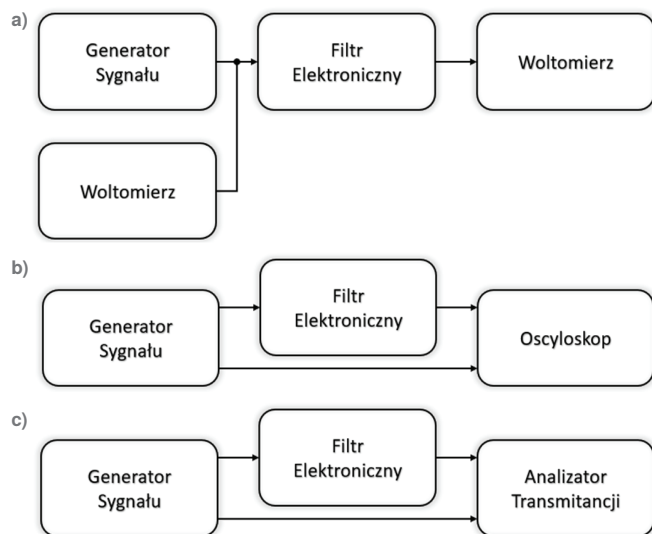 a)
Generator
Sygnału
Filtr
Elektroniczny
Woltomierz
Woltomierz
b)
Generator
Sygnału
Filtr
Elektroniczny
Oscyloskop
c)
Generator
Sygnału
Filtr
Elektroniczny
Analizator
Transmitancji